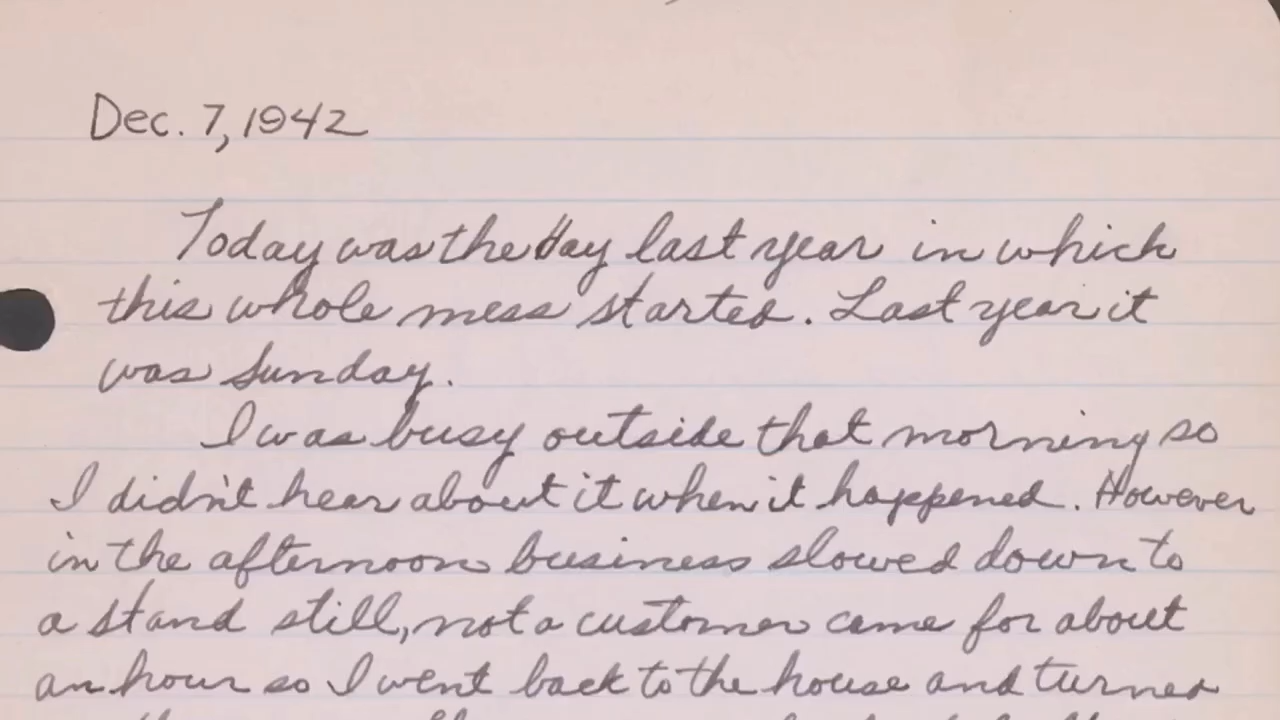 Dec. 7, 1942
Today was the day last year in which
this whole mess started. Last year it
was Sunday.
I was busy outside that morning so
I didn't hear about it when it happened. However
in the afternoon business slowed down to
a stand still, not a customer came for about
an hour so I went back to the house and turned